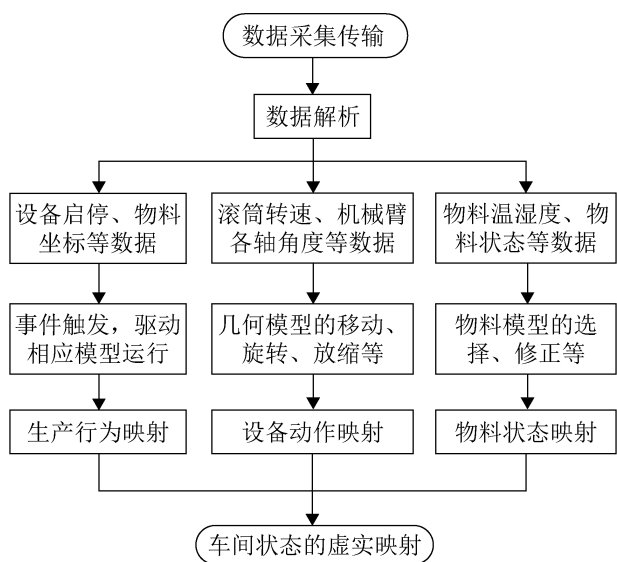 数据采集传输
数据解析
设备启停、物料
坐标等数据
滚筒转速、机械臂
各轴角度等数据
物料温湿度、物
料状态等数据
事件触发，驱动
相应模型运行
几何模型的移动、
旋转、放缩等
物料模型的选
择、修正等
生产行为映射
设备动作映射
物料状态映射
车间状态的虚实映射